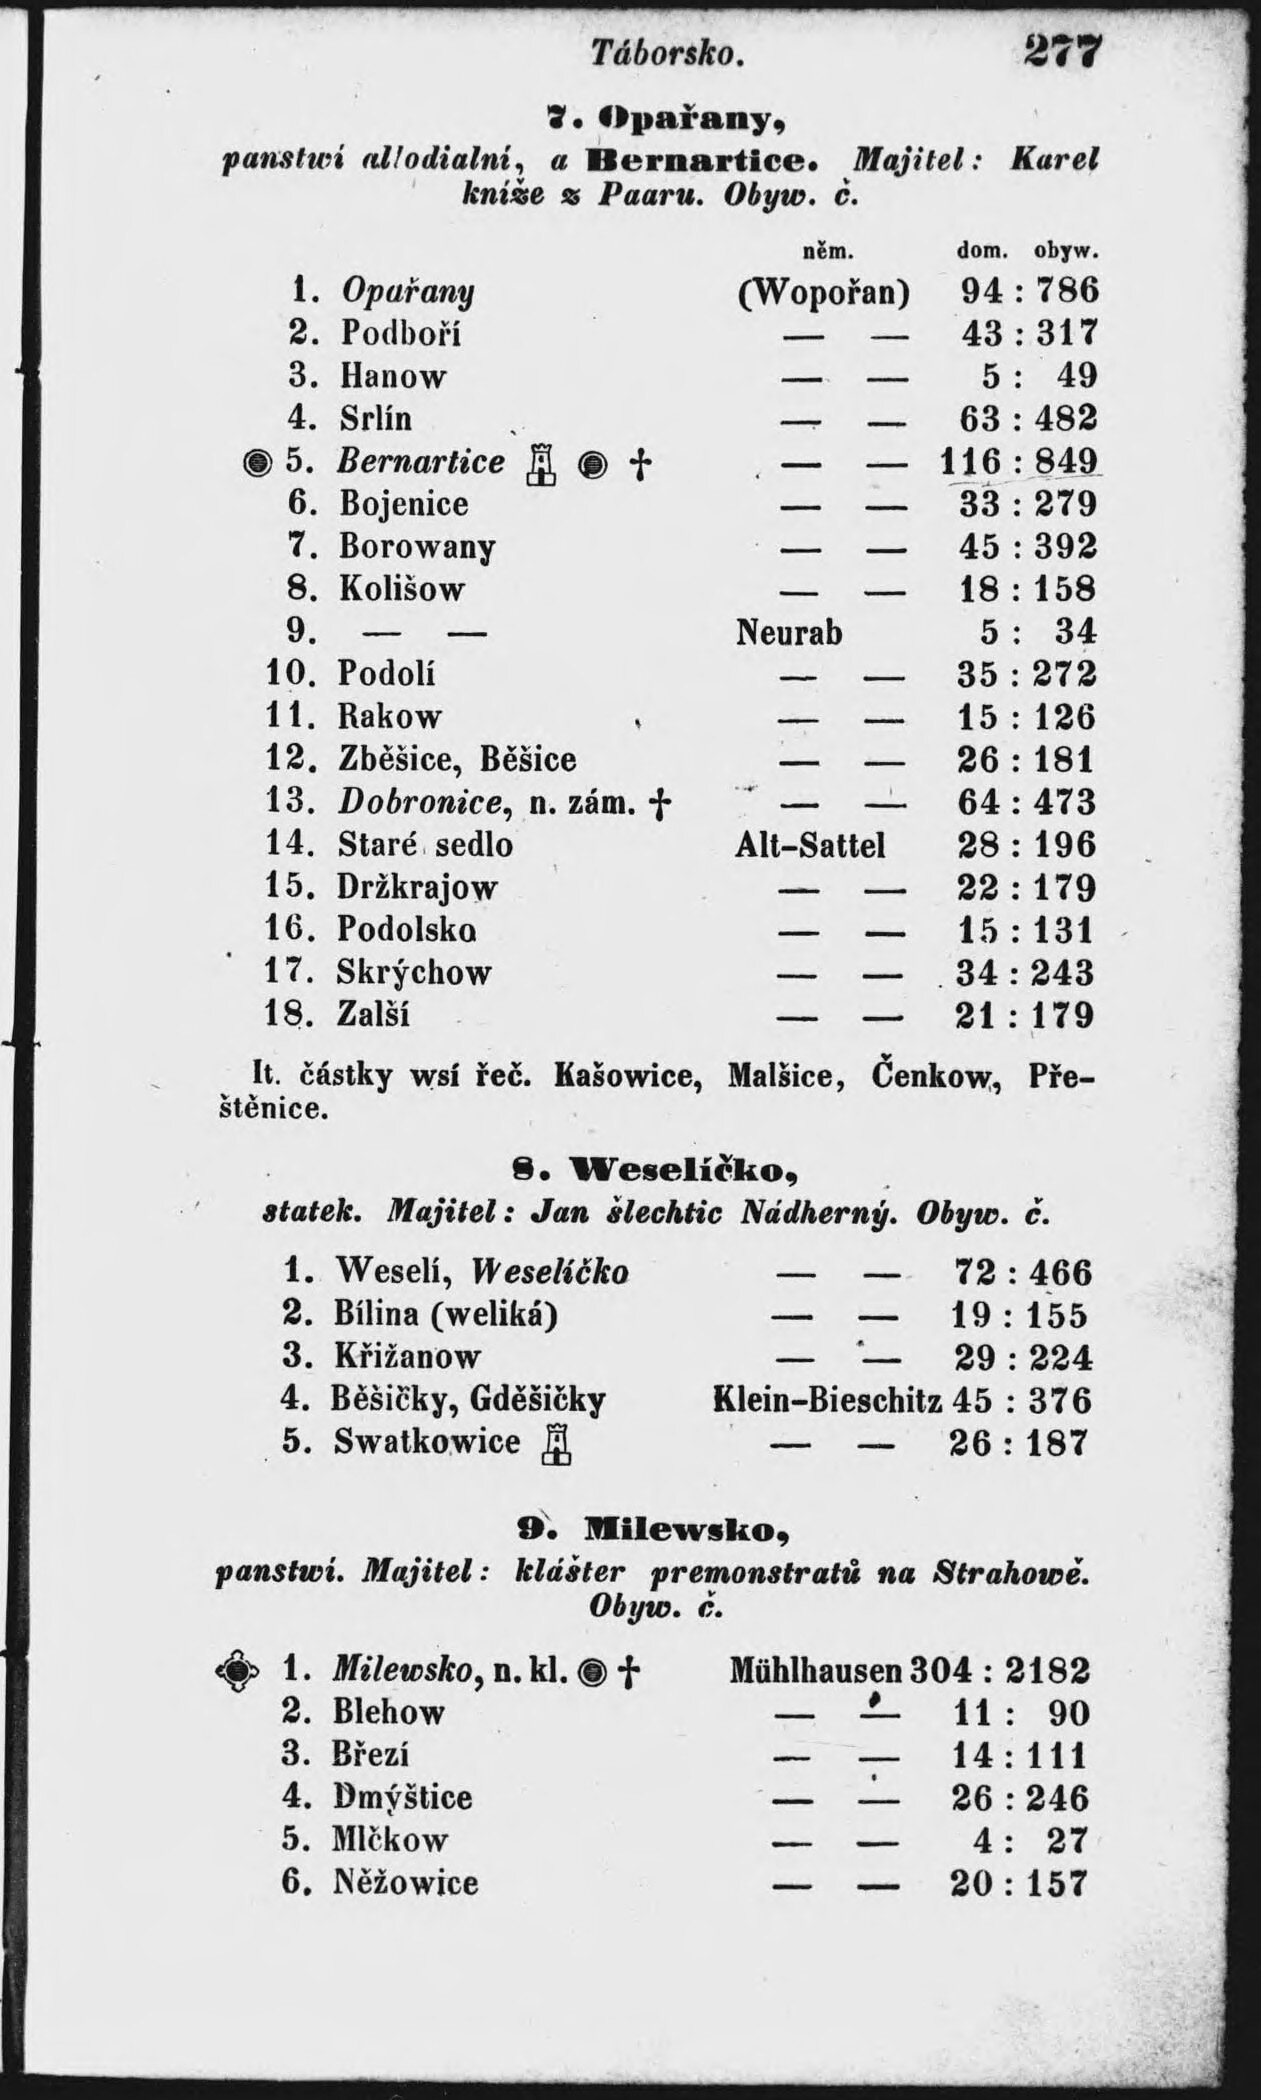 Táborsko. 277
7. Opařany,
panstwí allodialní, a Bernartice. Majitel: Karel
kníže z Paaru. Obyw. č.
něm. dom. obyw.
1. Opařany (Wopořan) 94 : 786
2. Podboří — — 43 : 317
3. Hanow — — 5 : 49
4. Srlín — — 63 : 482
5. Bernartice † — — 116 : 849
6. Bojenice — — 33 : 279
7. Borowany — — 45 : 392
8. Kolišow — — 18 : 158
9. — — Neurab 5 : 34
10. Podolí — — 35 : 272
11. Rakow — — 15 : 126
12. Zběšice, Běšice — — 26 : 181
13. Dobronice, n. zám. † — — 64 : 473
14. Staré sedlo Alt-Sattel 28 : 196
15. Držkrajow — — 22 : 179
16. Podolsko — — 15 : 131
17. Skrýchow — — 34 : 243
18. Zalší — — 21 : 179
It. částky wsí řeč. Kašowice, Malšice, Čenkow, Pře-
štěnice.
8. Weselíčko,
statek. Majitel: Jan šlechtic Nádherný. Obyw. č.
1. Weselí, Weselíčko — — 72 : 466
2. Bílina (weliká) — — 19 : 155
3. Křižanow — — 29 : 224
4. Běšičky, Gděšičky Klein-Bieschitz 45 : 376
5. Swatkowice — — 26 : 187
9. Milewsko,
panstwí. Majitel: klášter premonstratů na Strahowě.
Obyw. č.
1. Milewsko, n. kl. † Mühlhausen 304 : 2182
2. Blehow — — 11 : 90
3. Březí — — 14 : 111
4. Dmýštice — — 26 : 246
5. Mlčkow — — 4 : 27
6. Něžowice — — 20 : 157